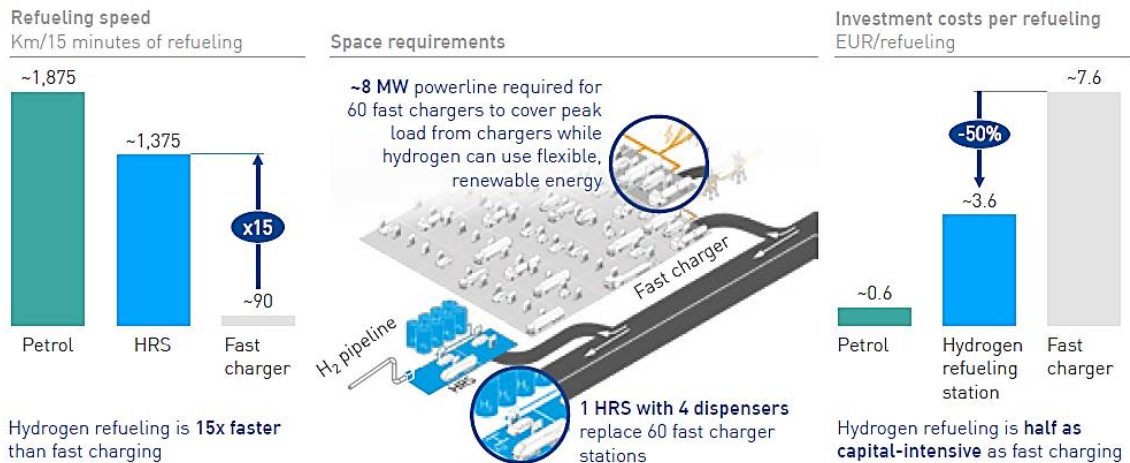 Refueling speed
Km/15 minutes of refueling
~1,875
~1,375
x15
~90
Petrol
HRS
Fast
charger
Hydrogen refueling is 15x faster
than fast charging
Space requirements
~8 MW powerline required for
60 fast chargers to cover peak
load from chargers while
hydrogen can use flexible,
renewable energy
Fast charger
H₂ pipeline
HRS
1 HRS with 4 dispensers
replace 60 fast charger
stations
Investment costs per refueling
EUR/refueling
~7.6
-50%
~3.6
~0.6
Petrol
Hydrogen
refueling
station
Fast
charger
Hydrogen refueling is half as
capital-intensive as fast charging